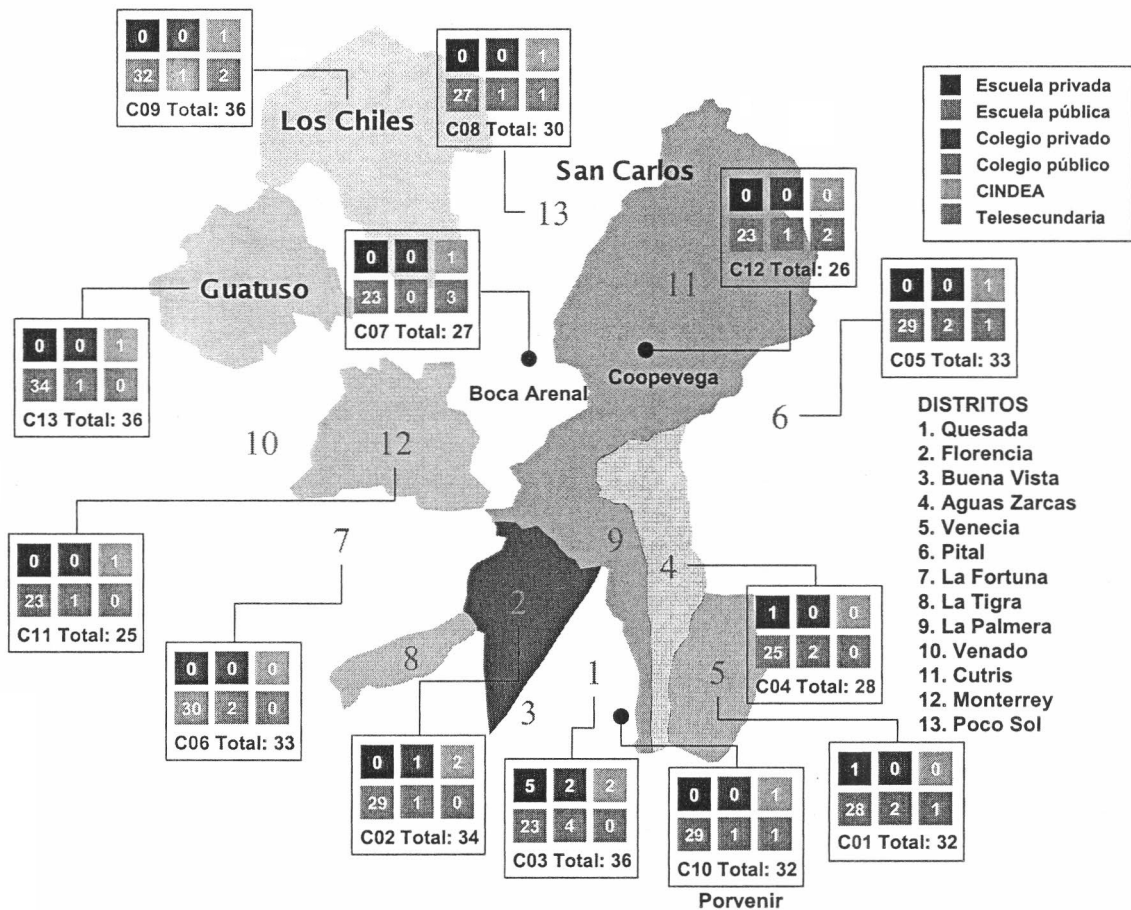 0 0 1
32 1 2
C09 Total: 36
Los Chiles
0 0 1
27 1 1
C08 Total: 30
13
San Carlos
Escuela privada
Escuela pública
Colegio privado
Colegio público
CINDEA
Telesecundaria
0 0 0
23 1 2
C12 Total: 26
11
Guatuso
0 0 1
23 0 3
C07 Total: 27
0 0 1
29 2 1
C05 Total: 33
6
0 0 1
34 1 0
C13 Total: 36
Boca Arenal
Coopevega
10
12
DISTRITOS
1. Quesada
2. Florencia
3. Buena Vista
4. Aguas Zarcas
5. Venecia
6. Pital
7. La Fortuna
8. La Tigra
9. La Palmera
10. Venado
11. Cutris
12. Monterrey
13. Poco Sol
0 0 1
23 1 0
C11 Total: 25
7
9
4
2
8
3
1
5
0 0 0
30 2 0
C06 Total: 33
1 0 0
25 2 0
C04 Total: 28
0 1 2
29 1 0
C02 Total: 34
5 2 2
23 4 0
C03 Total: 36
0 0 1
29 1 1
C10 Total: 32
Porvenir
1 0 0
28 2 1
C01 Total: 32